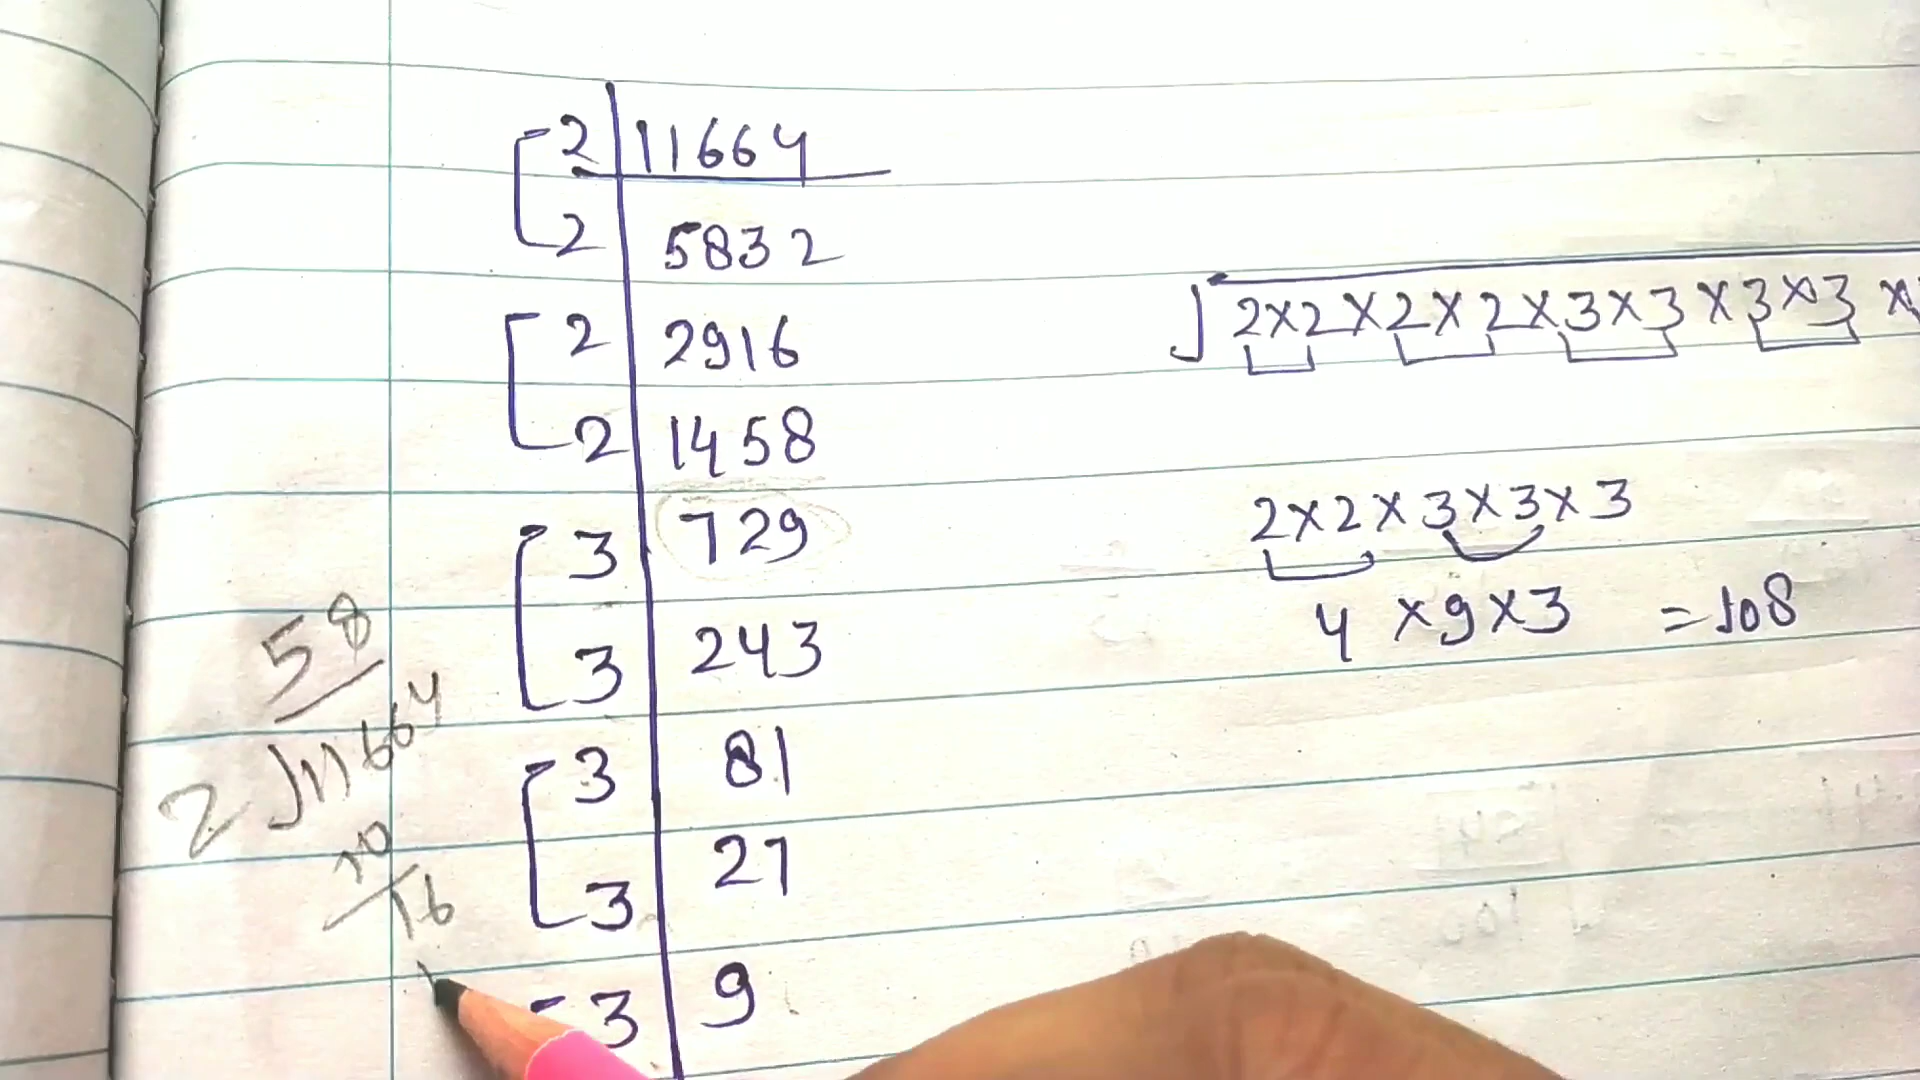 2 | 11664
2 | 5832
2 | 2916
2 | 1458
3 | 729
3 | 243
3 | 81
3 | 27
3 | 9
√2×2×2×2×3×3×3×3×
2×2×3×3×3
4×9×3 =108
58
2√11664
10
16